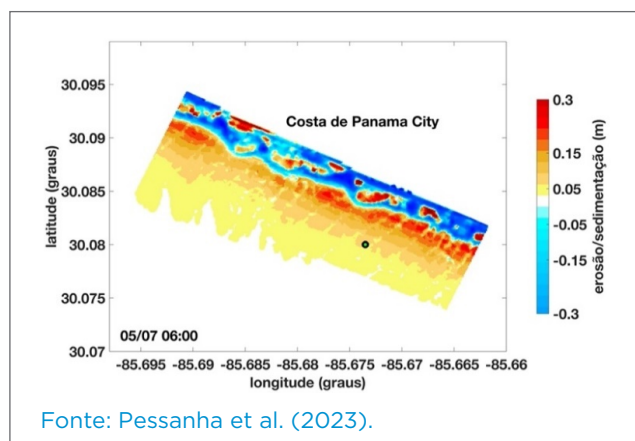 30.095
30.09
30.085
30.08
30.075
30.07
latitude (graus)
Costa de Panama City
05/07 06:00
-85.695 -85.69 -85.685 -85.68 -85.675 -85.67 -85.665 -85.66
longitude (graus)
0.3
0.15
0.05
-0.05
-0.15
-0.3
erosão/sedimentação (m)
Fonte: Pessanha et al. (2023).